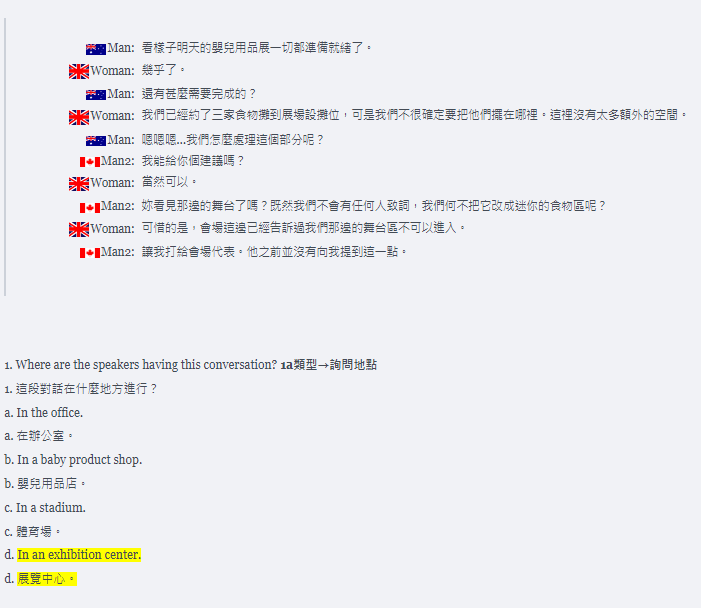 Man: 看樣子明天的嬰兒用品展一切都準備就緒了。
Woman: 幾乎了。
Man: 還有甚麼需要完成的？
Woman: 我們已經約了三家食物攤到展場設攤位，可是我們不很確定要把他們擺在哪裡。這裡沒有太多額外的空間。
Man: 嗯嗯嗯...我們怎麼處理這個部分呢？
Man2: 我能給你個建議嗎？
Woman: 當然可以。
Man2: 妳看見那邊的舞台了嗎？既然我們不會有任何人致詞，我們何不把它改成迷你的食物區呢？
Woman: 可惜的是，會場這邊已經告訴過我們那邊的舞台區不可以進入。
Man2: 讓我打給會場代表。他之前並沒有向我提到這一點。
1. Where are the speakers having this conversation? 1a類型→詢問地點
1. 這段對話在什麼地方進行？
a. In the office.
a. 在辦公室。
b. In a baby product shop.
b. 嬰兒用品店。
c. In a stadium.
c. 體育場。
d. In an exhibition center.
d. 展覽中心。